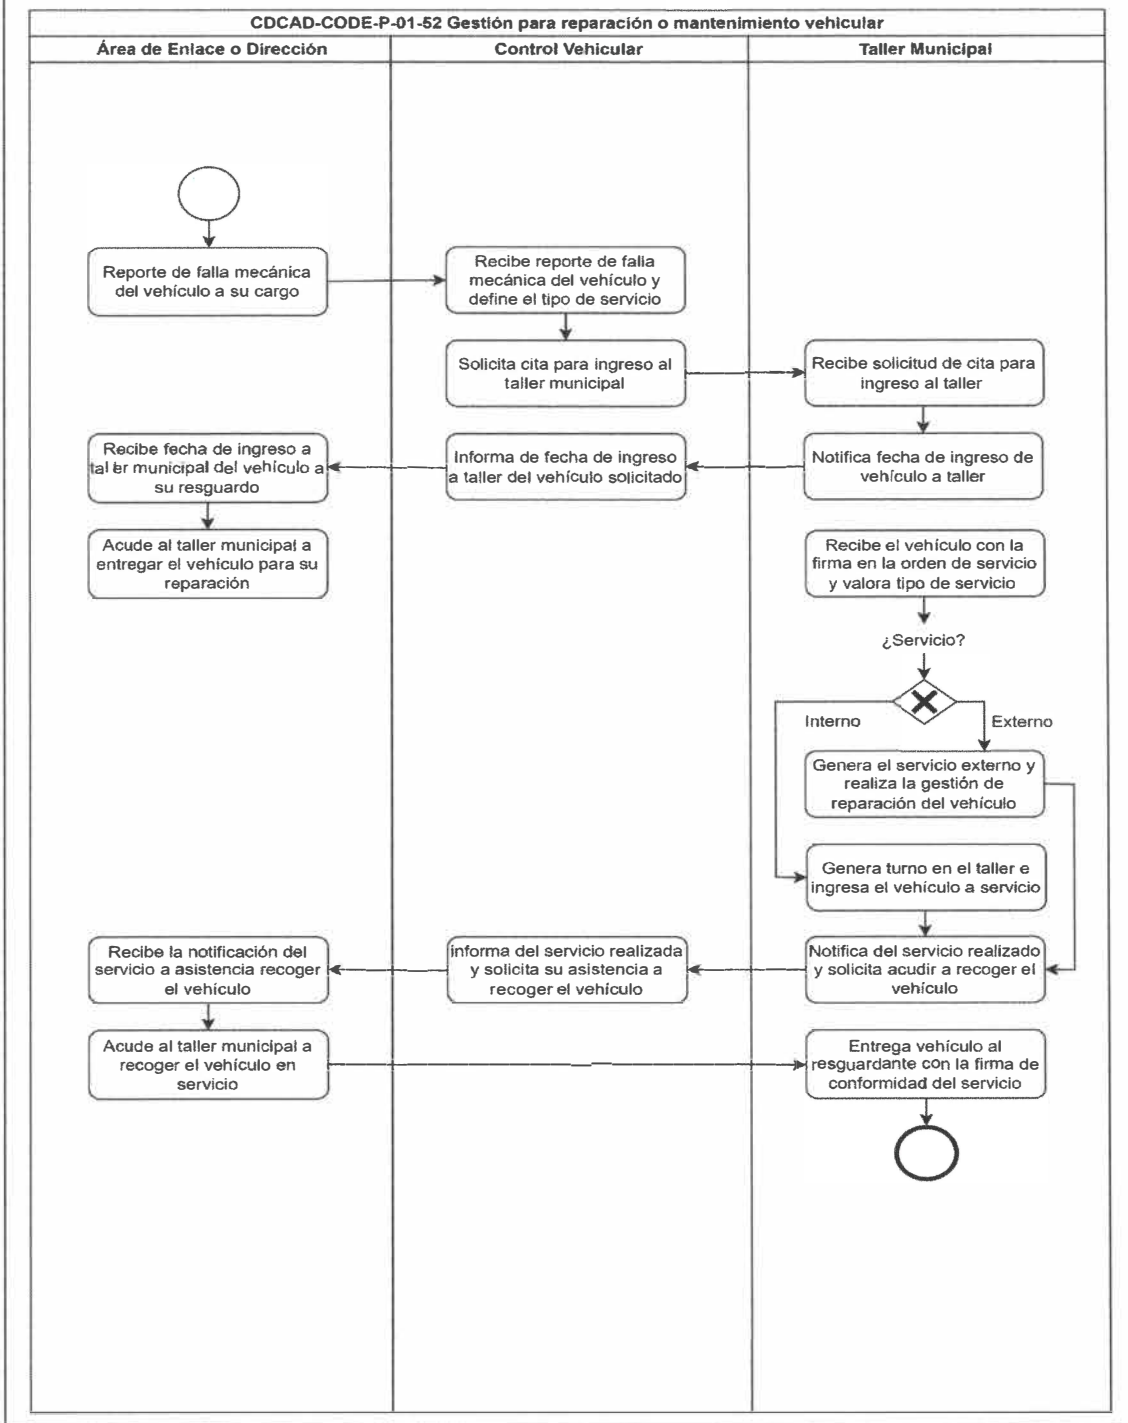 CDCAD-CODE-P-01-52 Gestión para reparación o mantenimiento vehicular
Área de Enlace o Dirección
Control Vehicular
Taller Municipal
Reporte de falla mecánica
del vehículo a su cargo
Recibe reporte de falla
mecánica del vehículo y
define el tipo de servicio
Solicita cita para ingreso al
taller municipal
Recibe solicitud de cita para
ingreso al taller
Notifica fecha de ingreso de
vehículo a taller
Informa de fecha de ingreso
a taller del vehículo solicitado
Recibe fecha de ingreso a
taller municipal del vehículo a
su resguardo
Acude al taller municipal a
entregar el vehículo para su
reparación
Recibe el vehículo con la
firma en la orden de servicio
y valora tipo de servicio
¿Servicio?
Interno
Externo
Genera el servicio externo y
realiza la gestión de
reparación del vehículo
Genera turno en el taller e
ingresa el vehículo a servicio
Notifica del servicio realizado
y solicita acudir a recoger el
vehículo
informa del servicio realizada
y solicita su asistencia a
recoger el vehículo
Recibe la notificación del
servicio a asistencia recoger
el vehículo
Acude al taller municipal a
recoger el vehículo en
servicio
Entrega vehículo al
resguardante con la firma de
conformidad del servicio